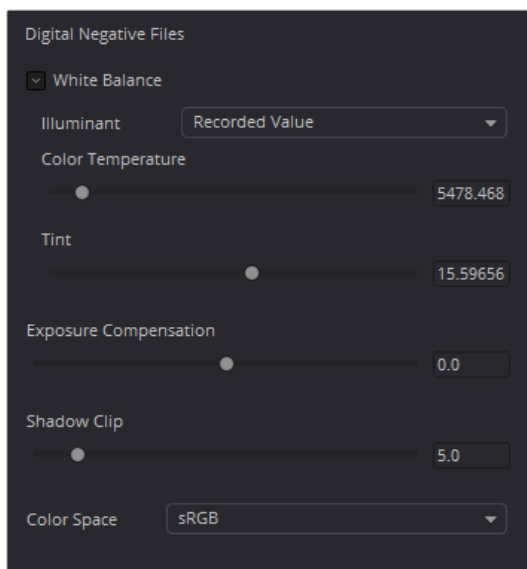 Digital Negative Files
White Balance
Illuminant Recorded Value
Color Temperature
5478.468
Tint
15.59656
Exposure Compensation
0.0
Shadow Clip
5.0
Color Space sRGB